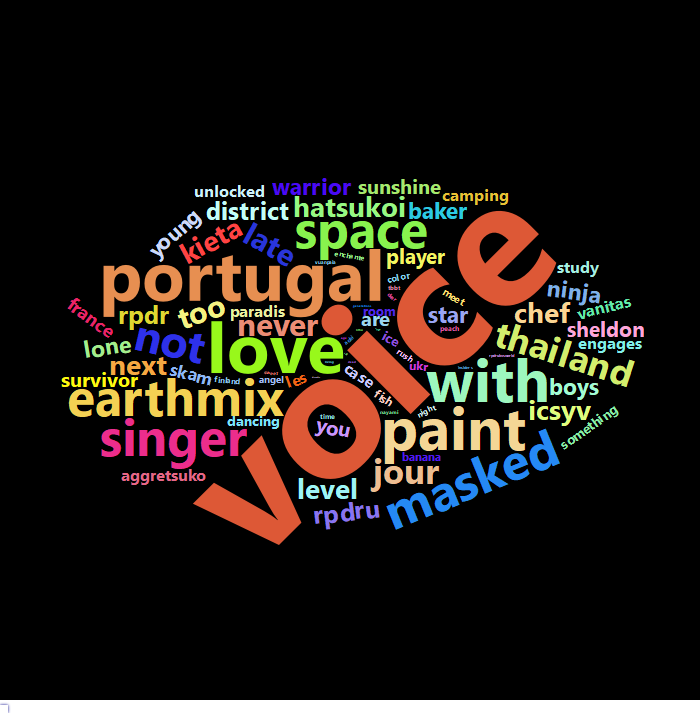 unlocked
warrior
sunshine
camping
young
district
hatsukoi
baker
kieta
late
space
enchante
player
study
portugal
color
tbbt
ninja
france
rpdr
too
paradis
never
are
room
meet
star
peach
chef
vanitas
sheldon
lone
not
love
voice
ice
rush
thailand
engages
next
skam
finland
angel
les
case
fish
ukr
with
boys
survivor
earthmix
dancing
time
you
nayami
night
paint
icsyv
something
singer
banana
aggretsuko
level
jour
masked
rpdru